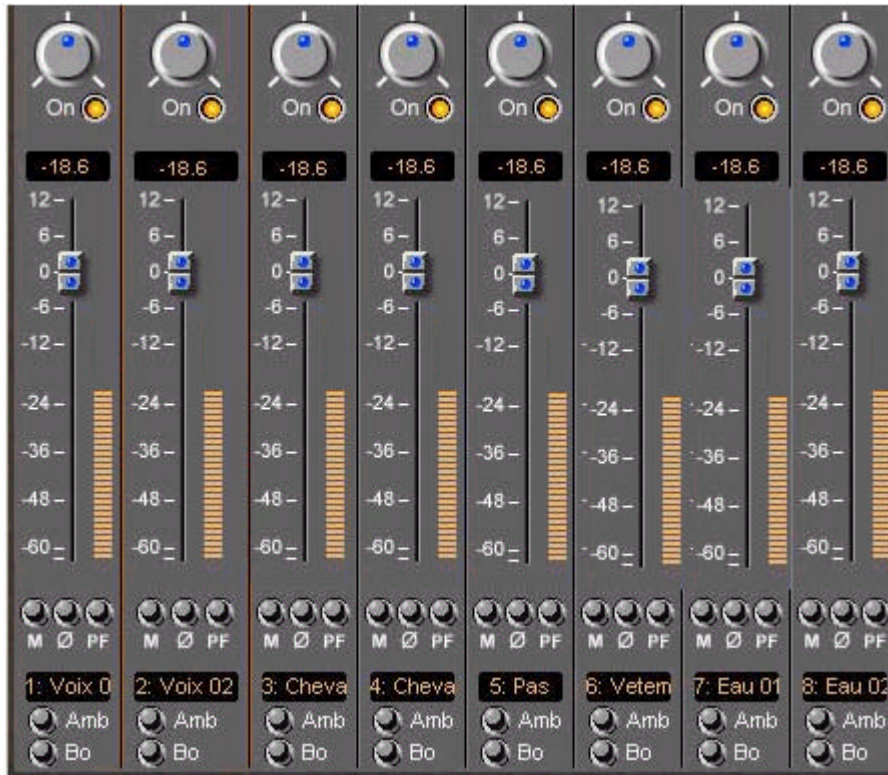 On On On On On On On On
-18.6 -18.6 -18.6 -18.6 -18.6 -18.6 -18.6 -18.6
12 12 12 12 12 12 12 12
6 6 6 6 6 6 6 6
0 0 0 0 0 0 0 0
-6 -6 -6 -6 -6 -6 -6 -6
-12 -12 -12 -12 -12 -12 -12 -12
-24 -24 -24 -24 -24 -24 -24 -24
-36 -36 -36 -36 -36 -36 -36 -36
-48 -48 -48 -48 -48 -48 -48 -48
-60 -60 -60 -60 -60 -60 -60 -60
M Ø PF M Ø PF M Ø PF M Ø PF M Ø PF M Ø PF M Ø PF M Ø PF
1: Voix 0 2: Voix 02 3: Cheva 4: Cheva 5: Pas 6: Vetem 7: Eau 01 8: Eau 02
Amb Amb Amb Amb Amb Amb Amb Amb
Bo Bo Bo Bo Bo Bo Bo Bo